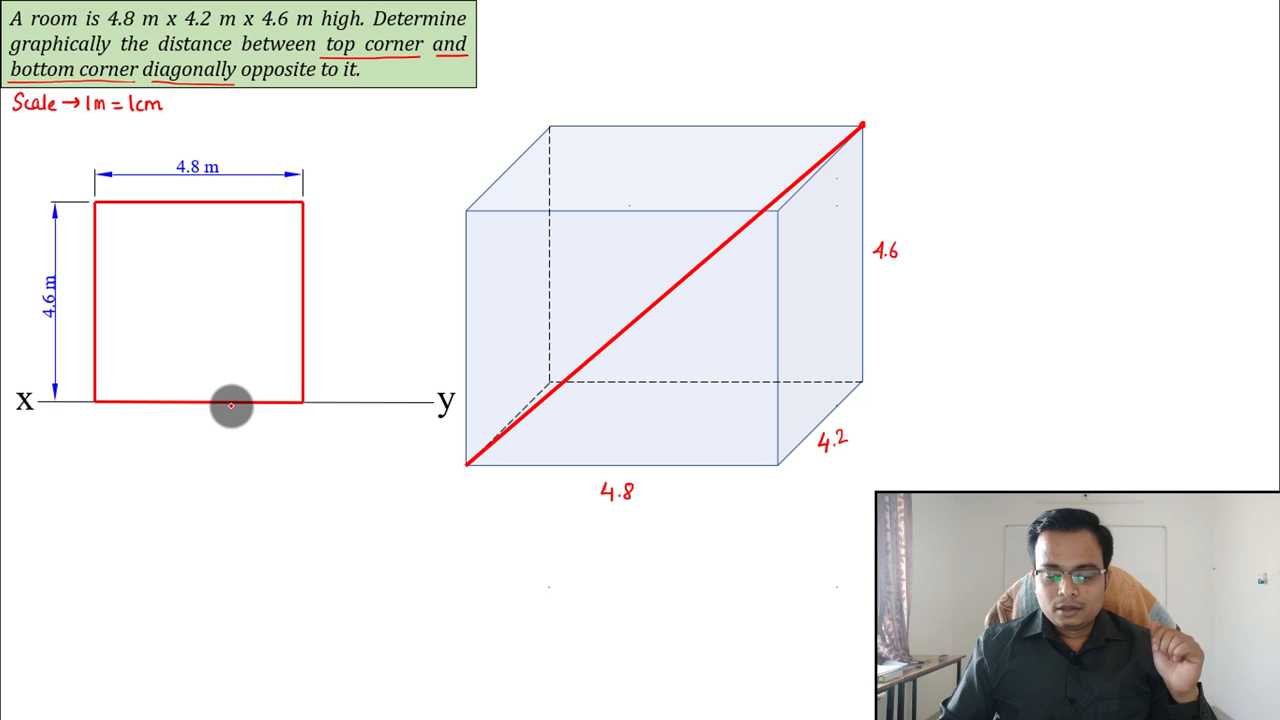 A room is 4.8 m x 4.2 m x 4.6 m high. Determine
graphically the distance between top corner and
bottom corner diagonally opposite to it.
Scale → 1m = 1cm
4.8 m
4.6 m
x
y
4.6
4.2
4.8